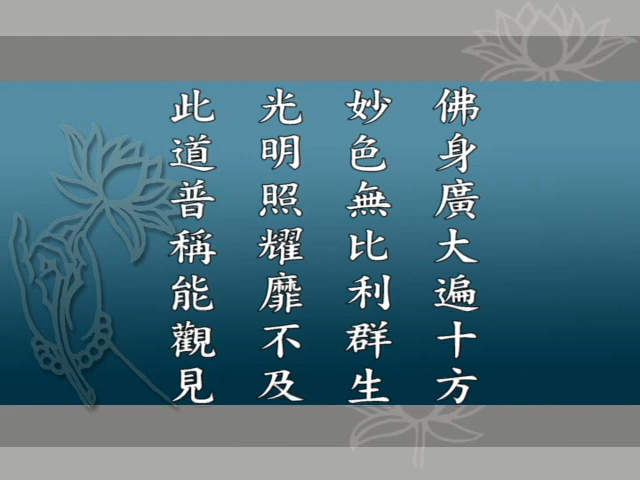 佛身廣大遍十方
妙色無比利群生
光明照耀靡不及
此道普稱能觀見